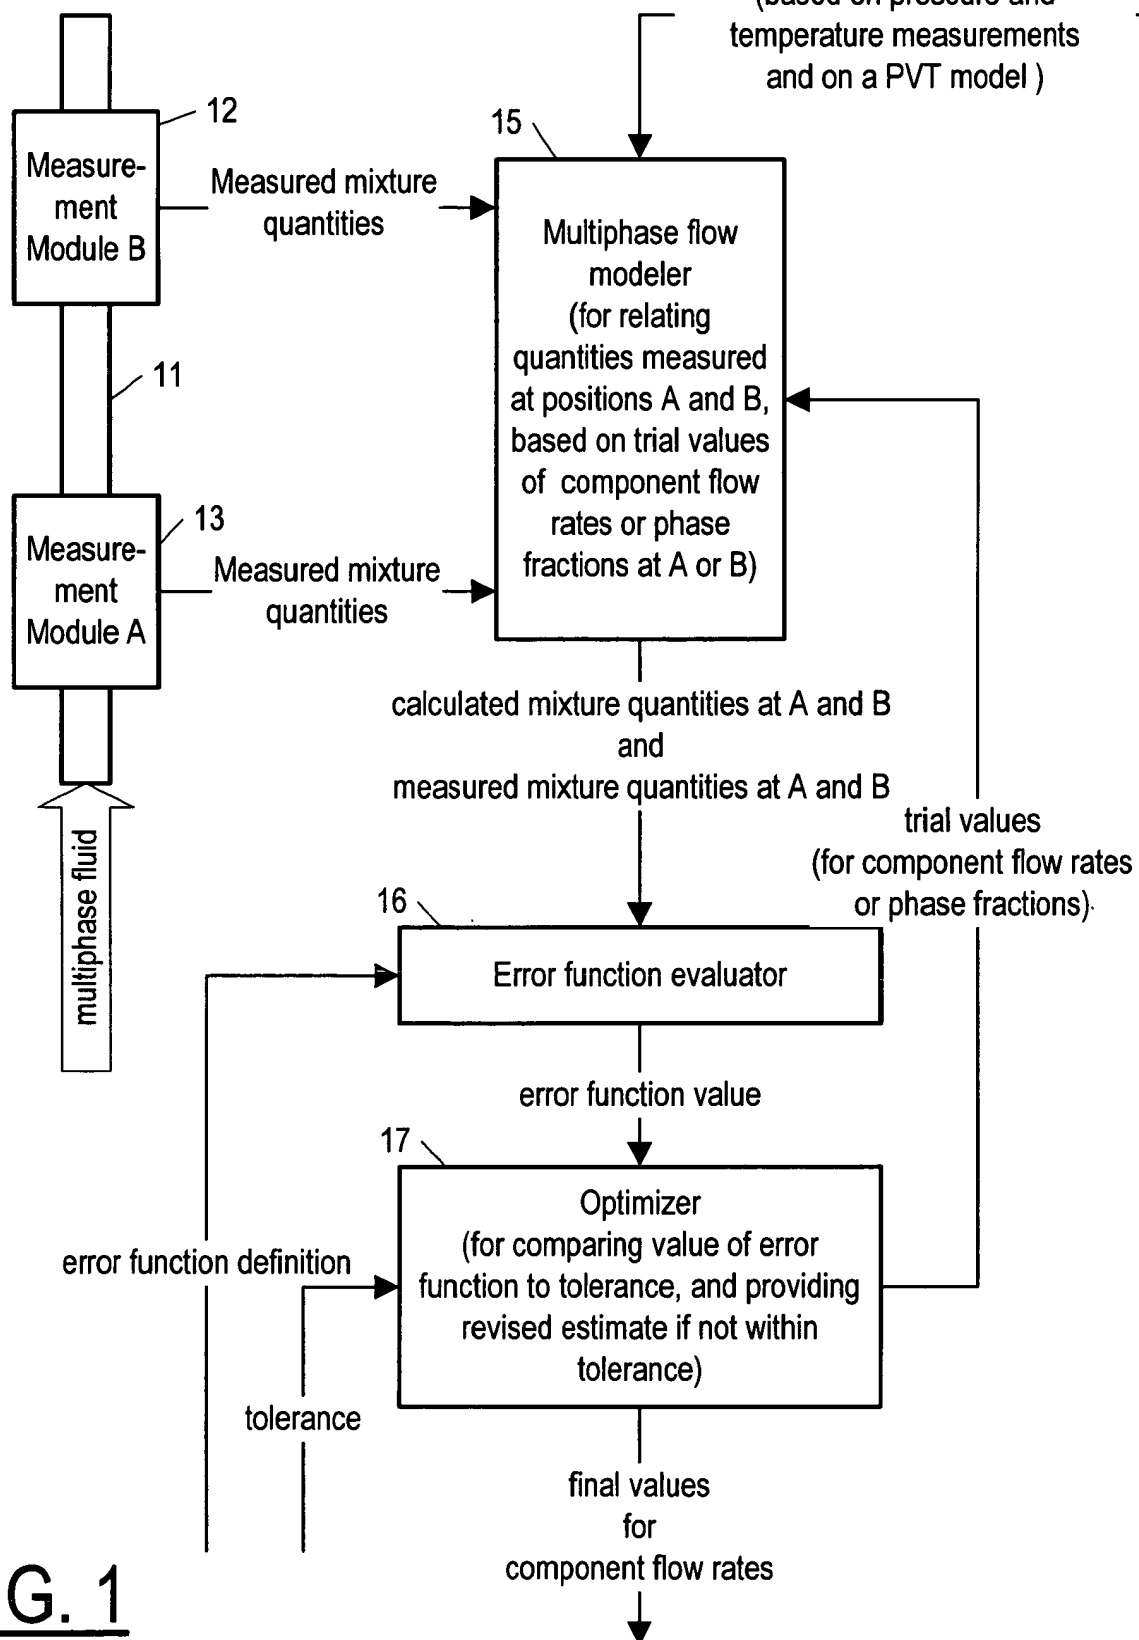 (based on pressure and
temperature measurements
and on a PVT model )
12
15
Measure-
ment
Module B
Measured mixture
quantities
Multiphase flow
modeler
(for relating
quantities measured
at positions A and B,
based on trial values
of component flow
rates or phase
fractions at A or B)
11
13
Measure-
ment
Module A
Measured mixture
quantities
calculated mixture quantities at A and B
and
measured mixture quantities at A and B
trial values
(for component flow rates
or phase fractions)
multiphase fluid
16
Error function evaluator
error function value
17
Optimizer
(for comparing value of error
function to tolerance, and providing
revised estimate if not within
tolerance)
error function definition
tolerance
final values
for
component flow rates
G. 1